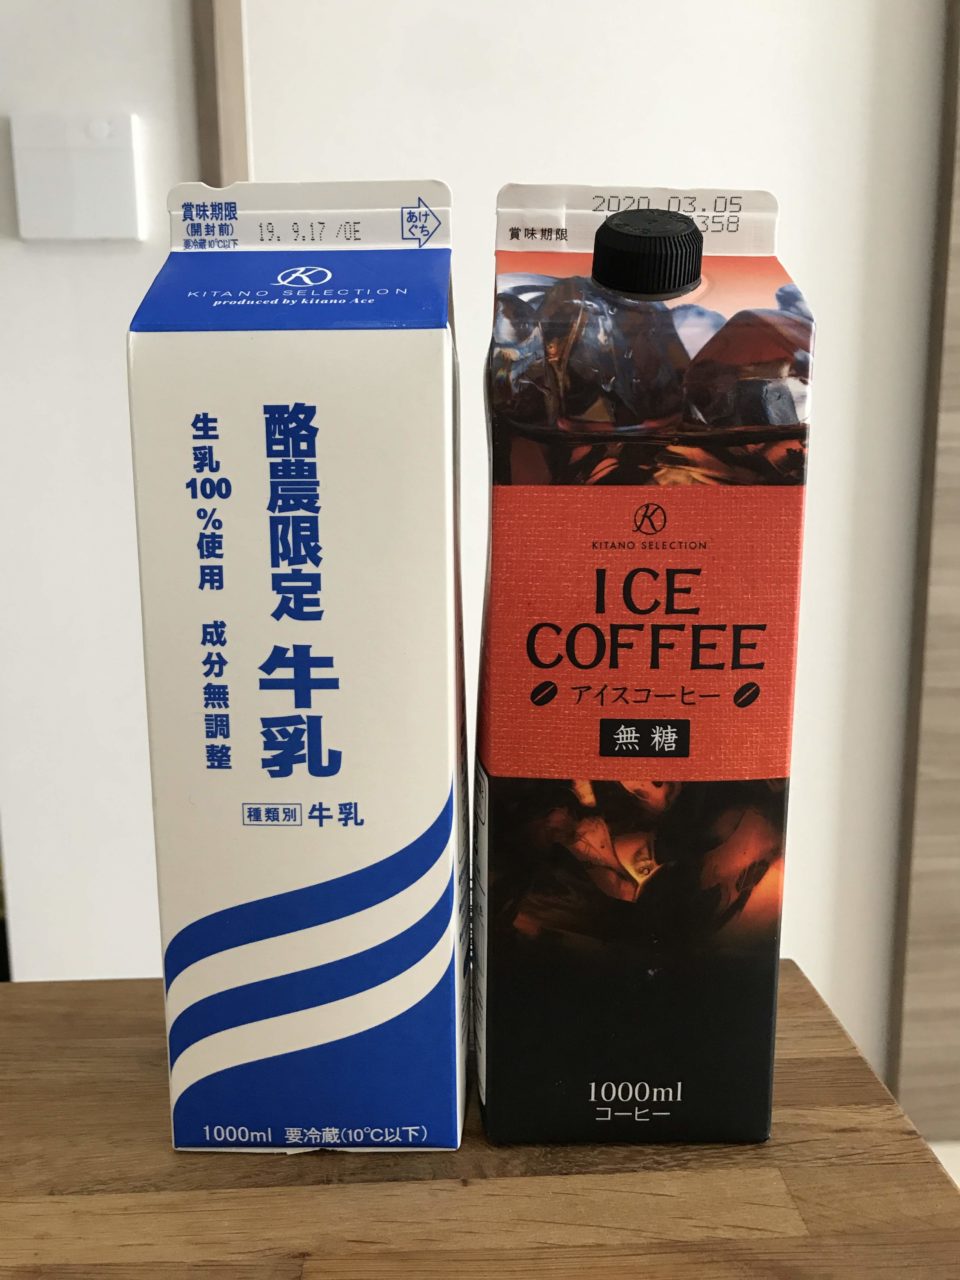 賞味期限
(開封前)
要冷蔵10℃以下
19. 9.17 /OE
あけ
ぐち
K
KITANO SELECTION
produced by kitano Ace
酪農限定 牛乳
生乳100%使用 成分無調整
種類別 牛乳
1000ml 要冷蔵(10℃以下)
2020.03.05
358
賞味期限
K
KITANO SELECTION
ICE
COFFEE
アイスコーヒー
無糖
1000ml
コーヒー